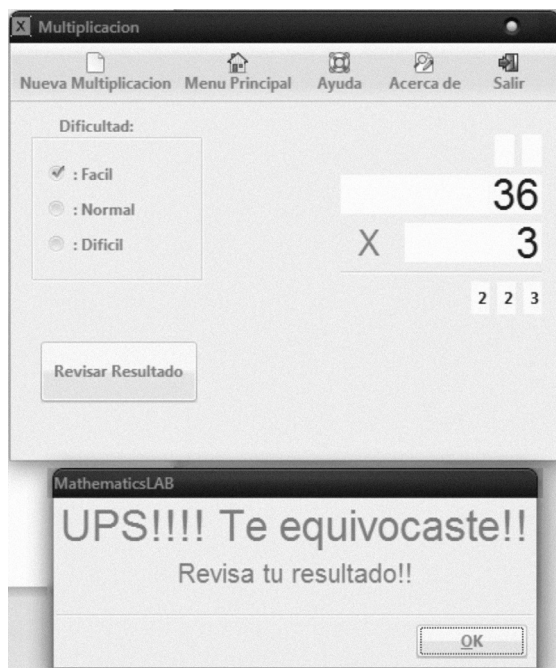 X Multiplicacion
Nueva Multiplicacion Menu Principal Ayuda Acerca de Salir
Dificultad:
: Facil
: Normal
: Dificil
36
X 3
2 2 3
Revisar Resultado
MathematicsLAB
UPS!!!! Te equivocaste!!
Revisa tu resultado!!
OK